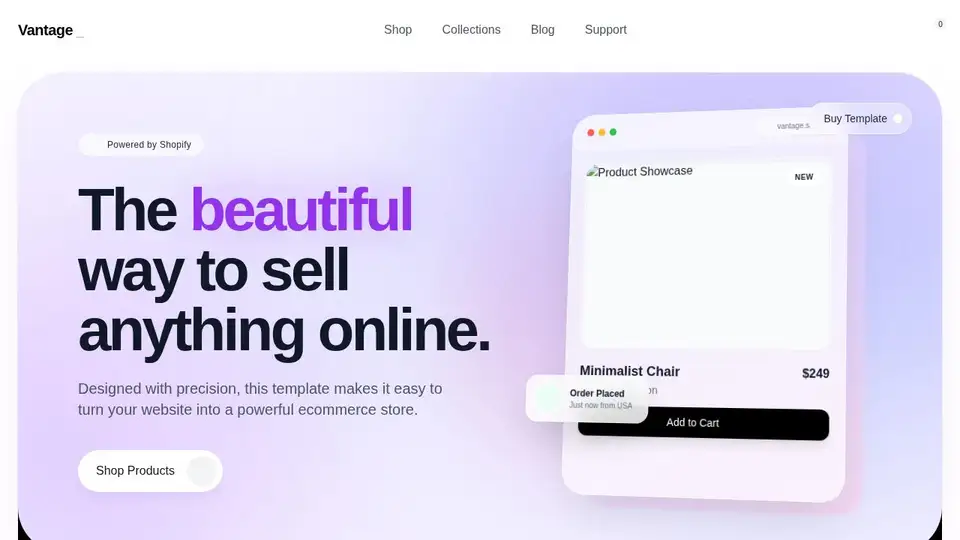 Vantage _
Shop
Collections
Blog
Support
0
Powered by Shopify
The beautiful
way to sell
anything online.
Designed with precision, this template makes it easy to
turn your website into a powerful ecommerce store.
Shop Products
vantage.s
Buy Template
Product Showcase
NEW
Minimalist Chair
$249
on
Order Placed
Just now from USA
Add to Cart